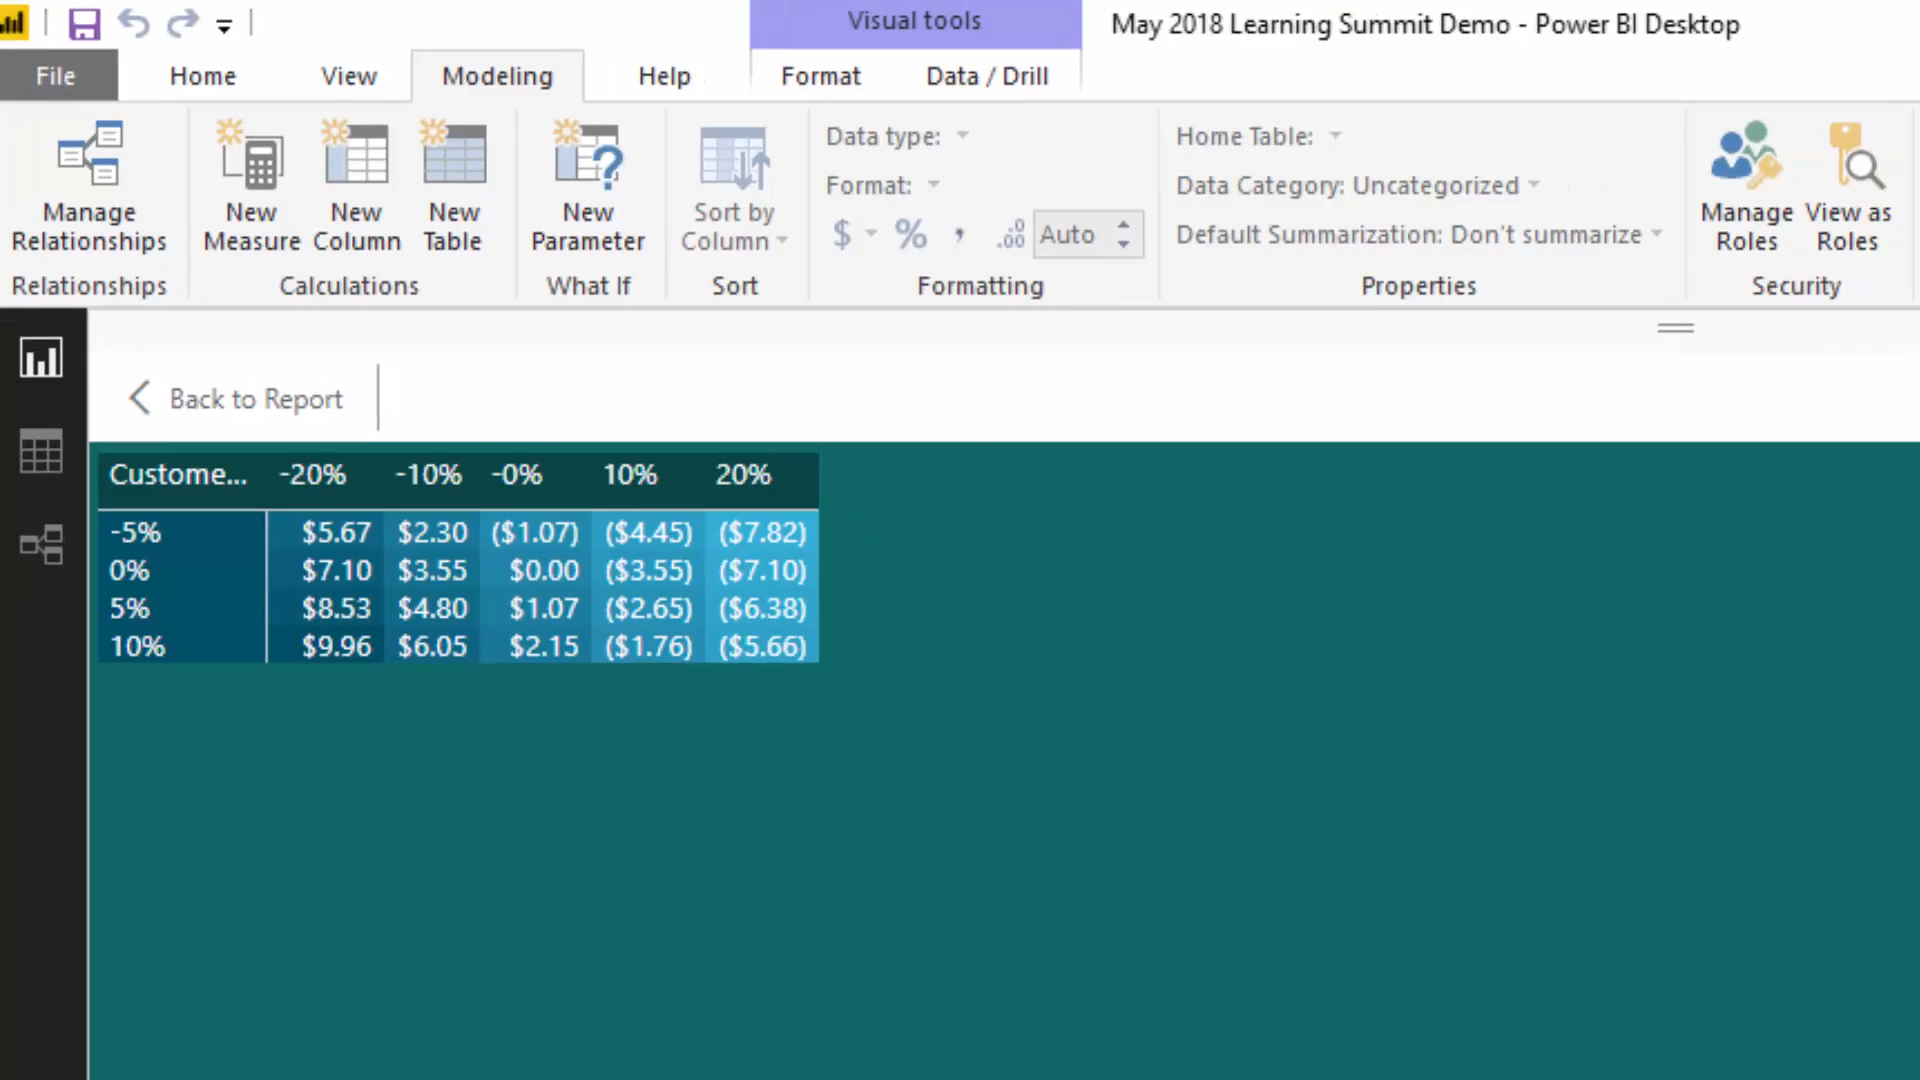 Visual tools
May 2018 Learning Summit Demo - Power BI Desktop
File Home View Modeling Help Format Data / Drill
Manage Relationships
New Measure
New Column
New Table
New Parameter
Sort by Column
Data type:
Format:
$ % , .00 Auto
Home Table:
Data Category: Uncategorized
Default Summarization: Don't summarize
Manage Roles
View as Roles
Relationships Calculations What If Sort Formatting Properties Security
Back to Report
Custome... -20% -10% -0% 10% 20%
-5% $5.67 $2.30 ($1.07) ($4.45) ($7.82)
0% $7.10 $3.55 $0.00 ($3.55) ($7.10)
5% $8.53 $4.80 $1.07 ($2.65) ($6.38)
10% $9.96 $6.05 $2.15 ($1.76) ($5.66)